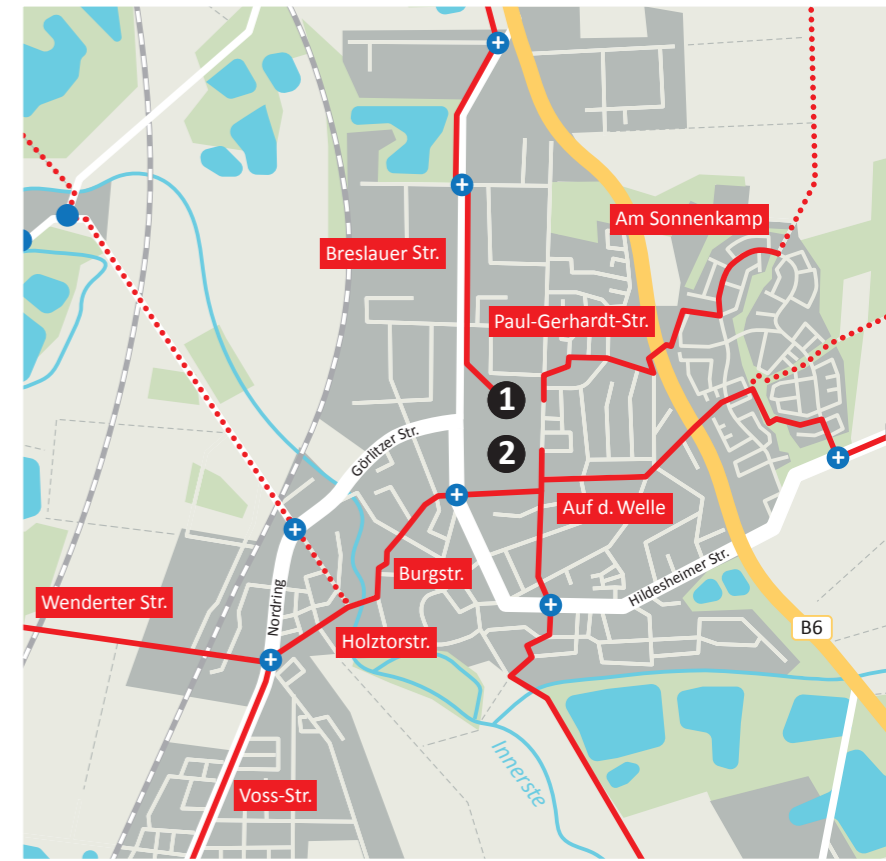 Am Sonnenkamp
Breslauer Str.
Paul-Gerhardt-Str.
1
Görlitzer Str.
2
Auf d. Welle
Burgstr.
Hildesheimer Str.
Wenderter Str.
Nordring
B6
Holztorstr.
Innerste
Voss-Str.